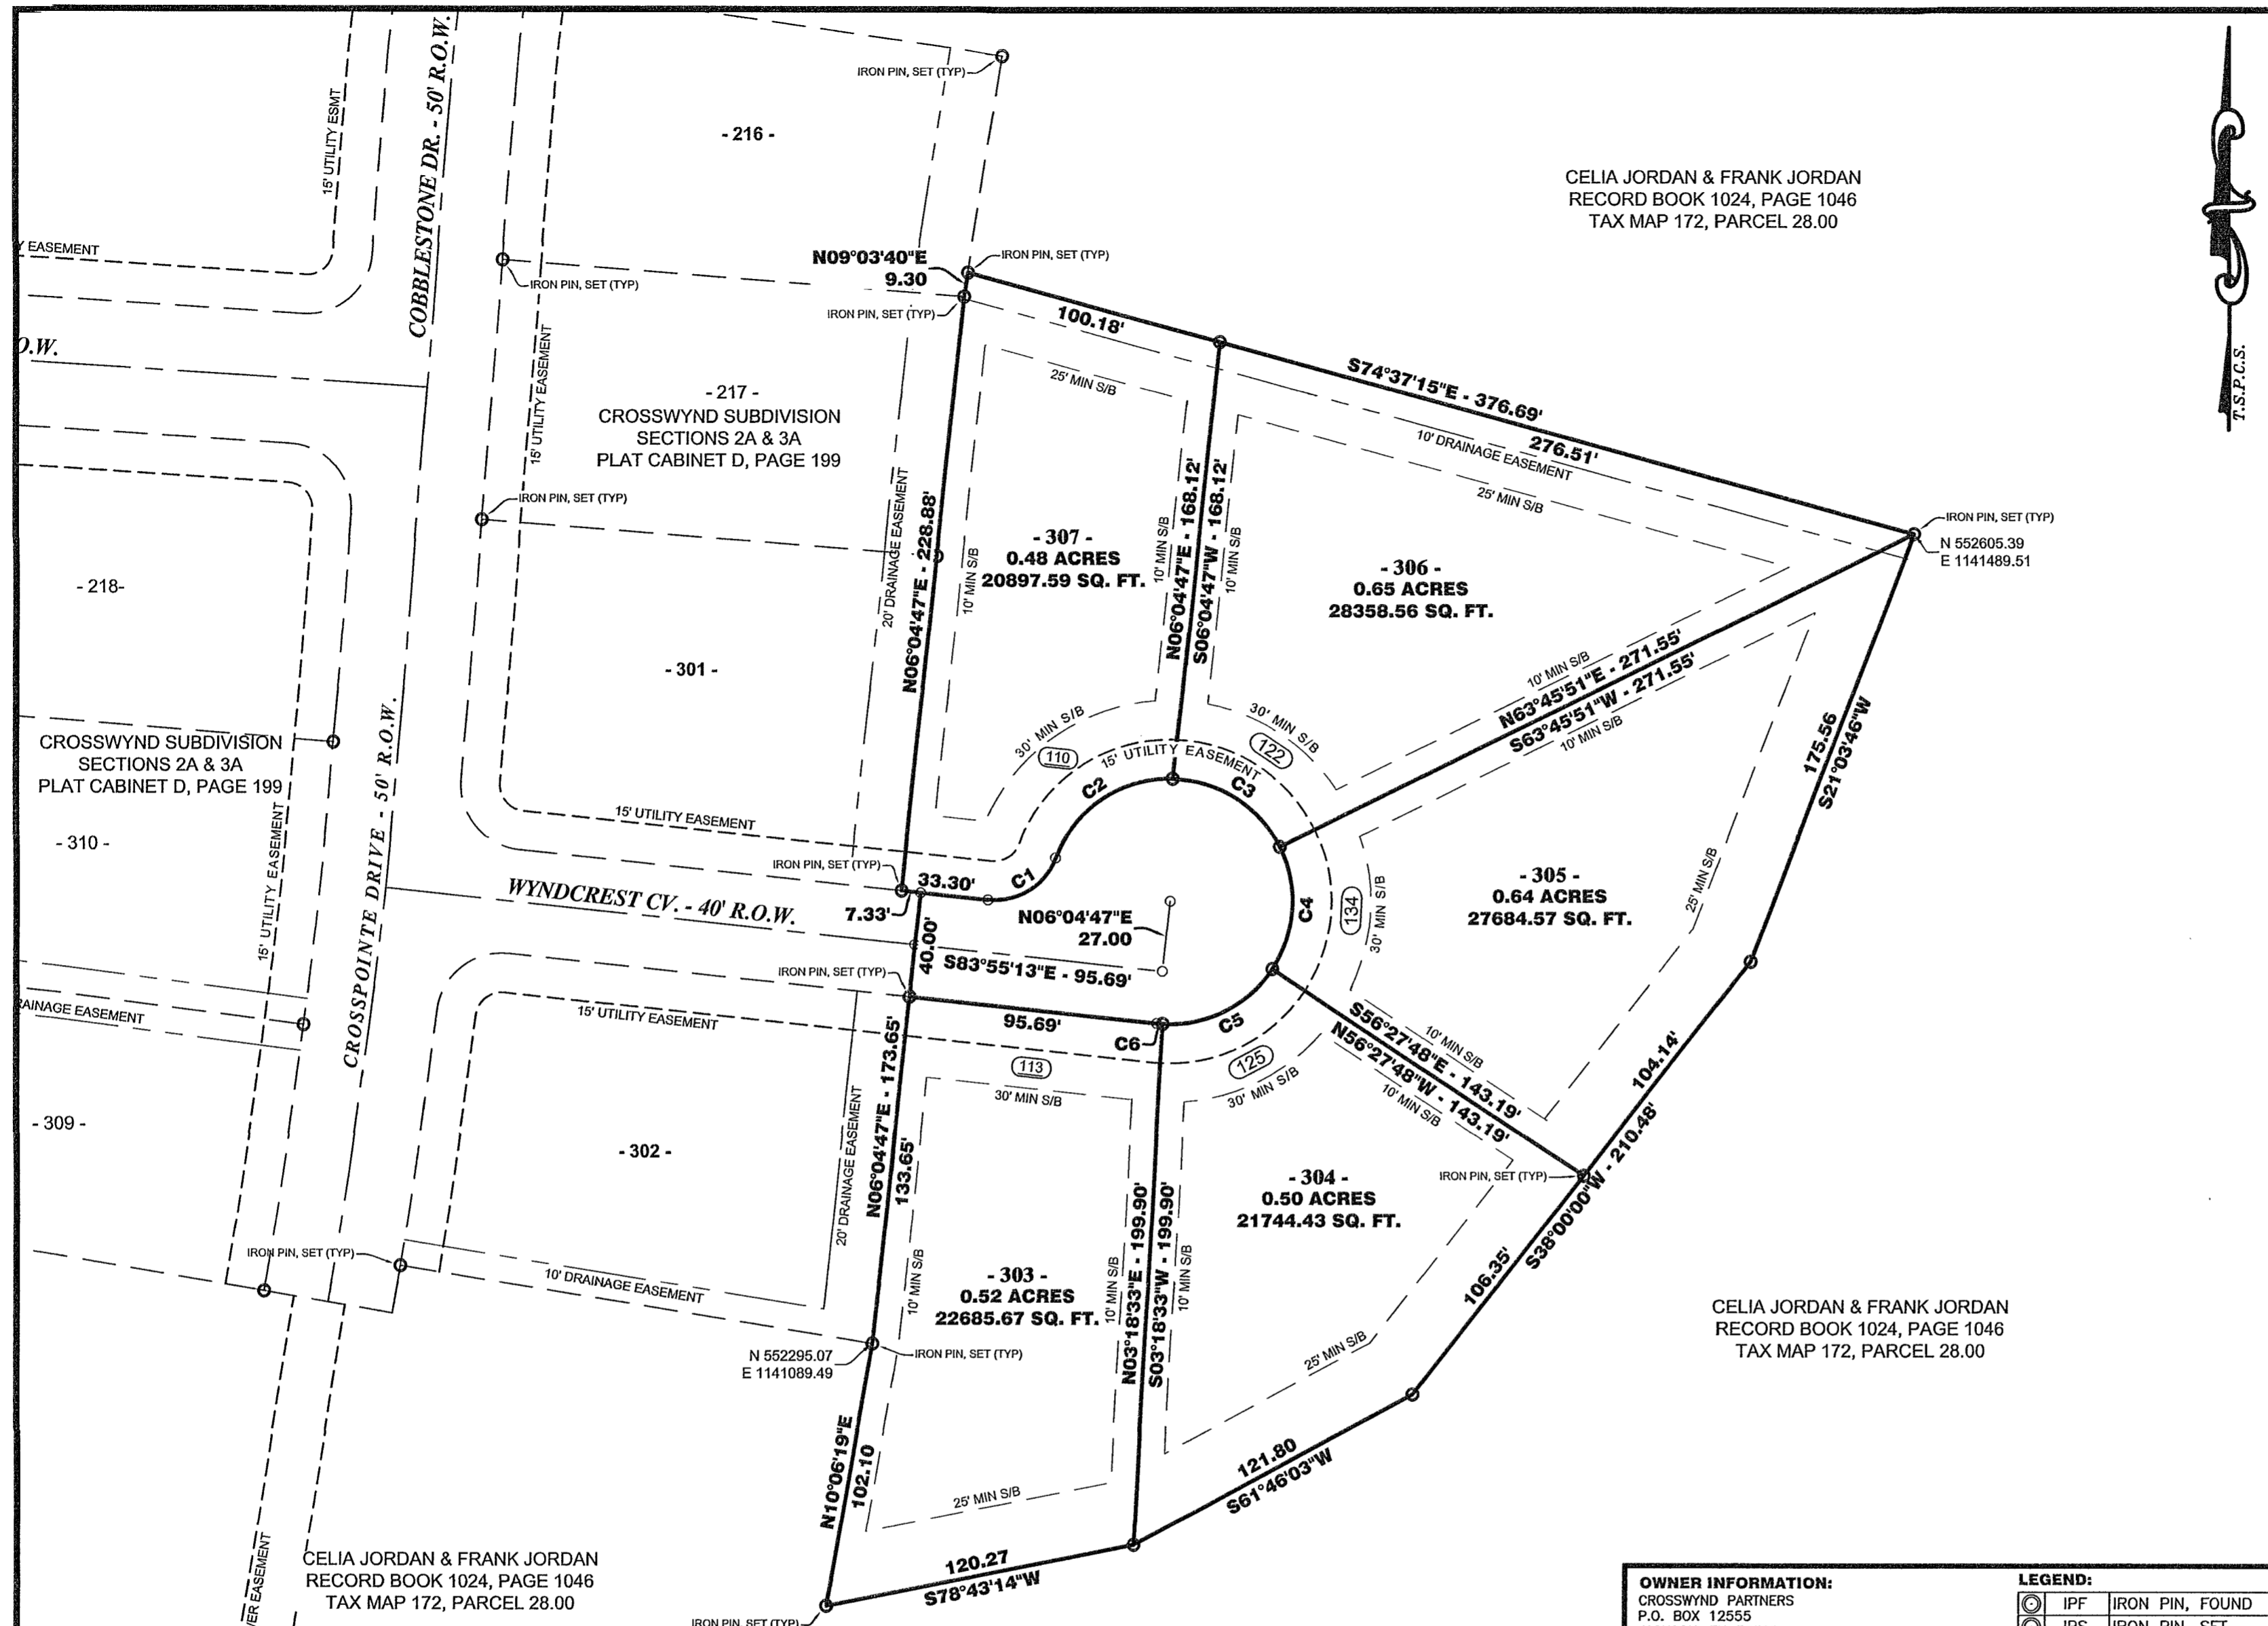 COBBLESTONE DR. - 50' R.O.W.
15' UTILITY ESMT
IRON PIN, SET (TYP)
- 216 -
CELIA JORDAN & FRANK JORDAN
RECORD BOOK 1024, PAGE 1046
TAX MAP 172, PARCEL 28.00
T.S.P.C.S.
Y EASEMENT
O.W.
IRON PIN, SET (TYP)
N09°03'40"E
9.30
IRON PIN, SET (TYP)
IRON PIN, SET (TYP)
100.18'
S74°37'15"E - 376.69'
276.51'
10' DRAINAGE EASEMENT
25' MIN S/B
25' MIN S/B
15' UTILITY EASEMENT
- 217 -
CROSSWYND SUBDIVISION
SECTIONS 2A & 3A
PLAT CABINET D, PAGE 199
IRON PIN, SET (TYP)
20' DRAINAGE EASEMENT
N06°04'47"E - 228.88'
10' MIN S/B
- 307 -
0.48 ACRES
20897.59 SQ. FT.
10' MIN S/B
N06°04'47"E - 168.12'
S06°04'47"W - 168.12'
10' MIN S/B
- 306 -
0.65 ACRES
28358.56 SQ. FT.
IRON PIN, SET (TYP)
N 552605.39
E 1141489.51
- 218-
- 301 -
10' MIN S/B
N63°45'51"E - 271.55'
S63°45'51"W - 271.55'
10' MIN S/B
175.56
S21°03'46"W
CROSSWYND SUBDIVISION
SECTIONS 2A & 3A
PLAT CABINET D, PAGE 199
- 310 -
15' UTILITY EASEMENT
CROSSPOINTE DRIVE - 50' R.O.W.
15' UTILITY EASEMENT
30' MIN S/B
110
15' UTILITY EASEMENT
30' MIN S/B
122
C2
C3
IRON PIN, SET (TYP)
33.30'
C1
WYNDCREST CV. - 40' R.O.W.
7.33'
N06°04'47"E
27.00
C4
134
30' MIN S/B
- 305 -
0.64 ACRES
27684.57 SQ. FT.
25' MIN S/B
40.00'
S83°55'13"E - 95.69'
IRON PIN, SET (TYP)
RAINAGE EASEMENT
15' UTILITY EASEMENT
95.69'
C6
C5
113
30' MIN S/B
125
30' MIN S/B
10' MIN S/B
S56°27'48"E - 143.19'
N56°27'48"W - 143.19'
10' MIN S/B
104.14'
S38°00'00"W - 210.48'
106.35'
IRON PIN, SET (TYP)
- 309 -
- 302 -
20' DRAINAGE EASEMENT
N06°04'47"E - 173.65'
133.65'
10' MIN S/B
- 303 -
0.52 ACRES
22685.67 SQ. FT.
10' MIN S/B
N03°18'33"E - 199.90'
S03°18'33"W - 199.90'
10' MIN S/B
- 304 -
0.50 ACRES
21744.43 SQ. FT.
25' MIN S/B
IRON PIN, SET (TYP)
10' DRAINAGE EASEMENT
N 552295.07
E 1141089.49
IRON PIN, SET (TYP)
CELIA JORDAN & FRANK JORDAN
RECORD BOOK 1024, PAGE 1046
TAX MAP 172, PARCEL 28.00
N10°06'19"E
102.10
25' MIN S/B
121.80
S61°46'03"W
120.27
S78°43'14"W
CELIA JORDAN & FRANK JORDAN
RECORD BOOK 1024, PAGE 1046
TAX MAP 172, PARCEL 28.00
ER EASEMENT
IRON PIN, SET (TYP)
OWNER INFORMATION:
CROSSWYND PARTNERS
P.O. BOX 12555
LEGEND:
IPF IRON PIN, FOUND
IPS IRON PIN, SET